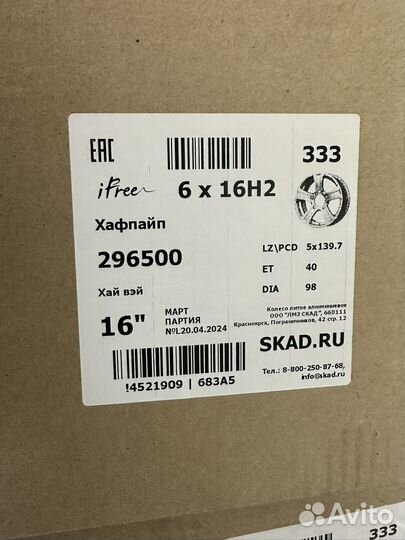 EAC
333
iFree
6 x 16H2
Хафпайп
296500
LZ\PCD 5x139.7
ET 40
DIA 98
Хай вэй
16"
МАРТ
ПАРТИЯ
№L20.04.2024
Колесо литое алюминиевое
ООО "ЛМЗ СКАД", 660111
Красноярск, Пограничников, 42 стр. 12
SKAD.RU
Тел.: 8-800-250-87-68,
info@skad.ru
!4521909 | 683A5
333
Avito